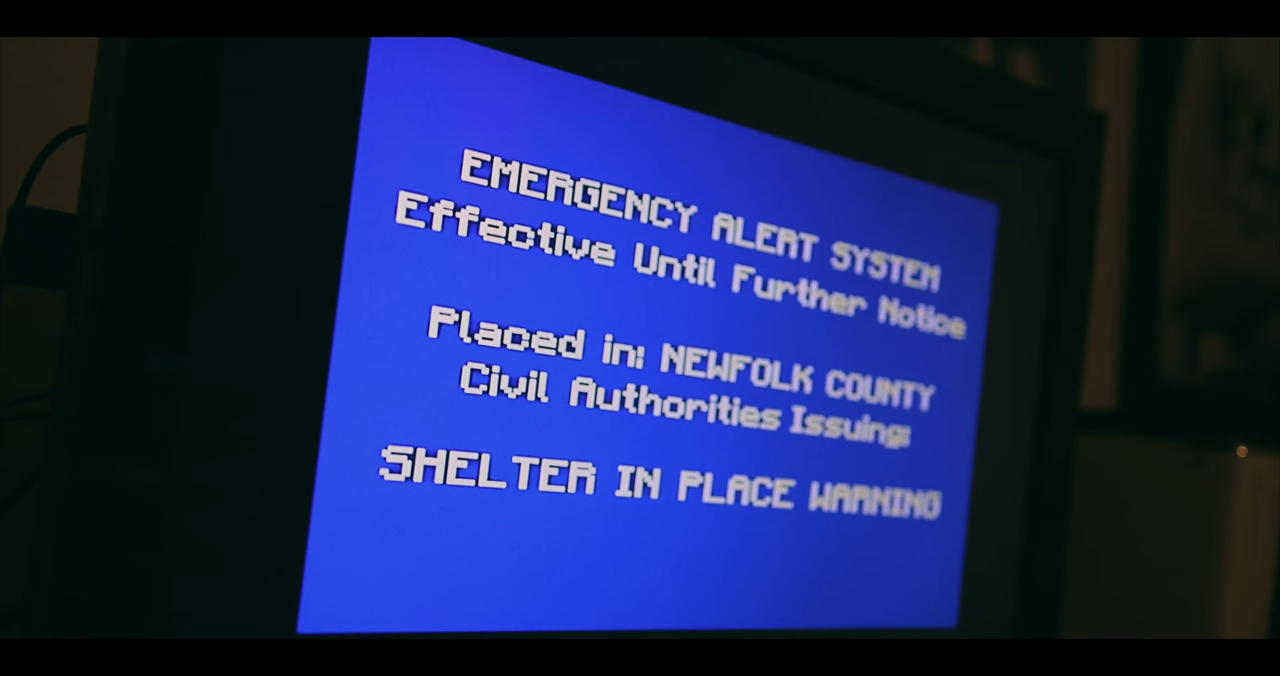 EMERGENCY ALERT SYSTEM
Effective Until Further Notice
Placed in: NEWFOLK COUNTY
Civil Authorities Issuing:
SHELTER IN PLACE WARNING